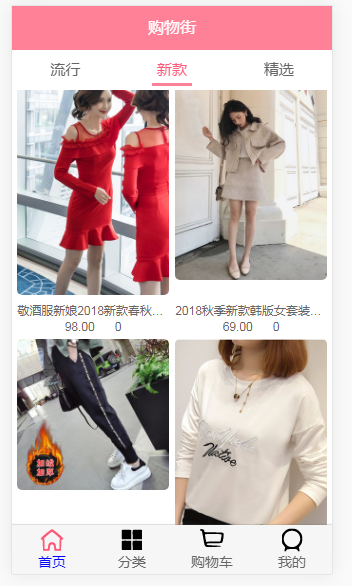 购物街
流行 新款 精选
敬酒服新娘2018新款春秋... 2018秋季新款韩版女套装...
98.00 0 69.00 0
加绒
加厚
首页 分类 购物车 我的